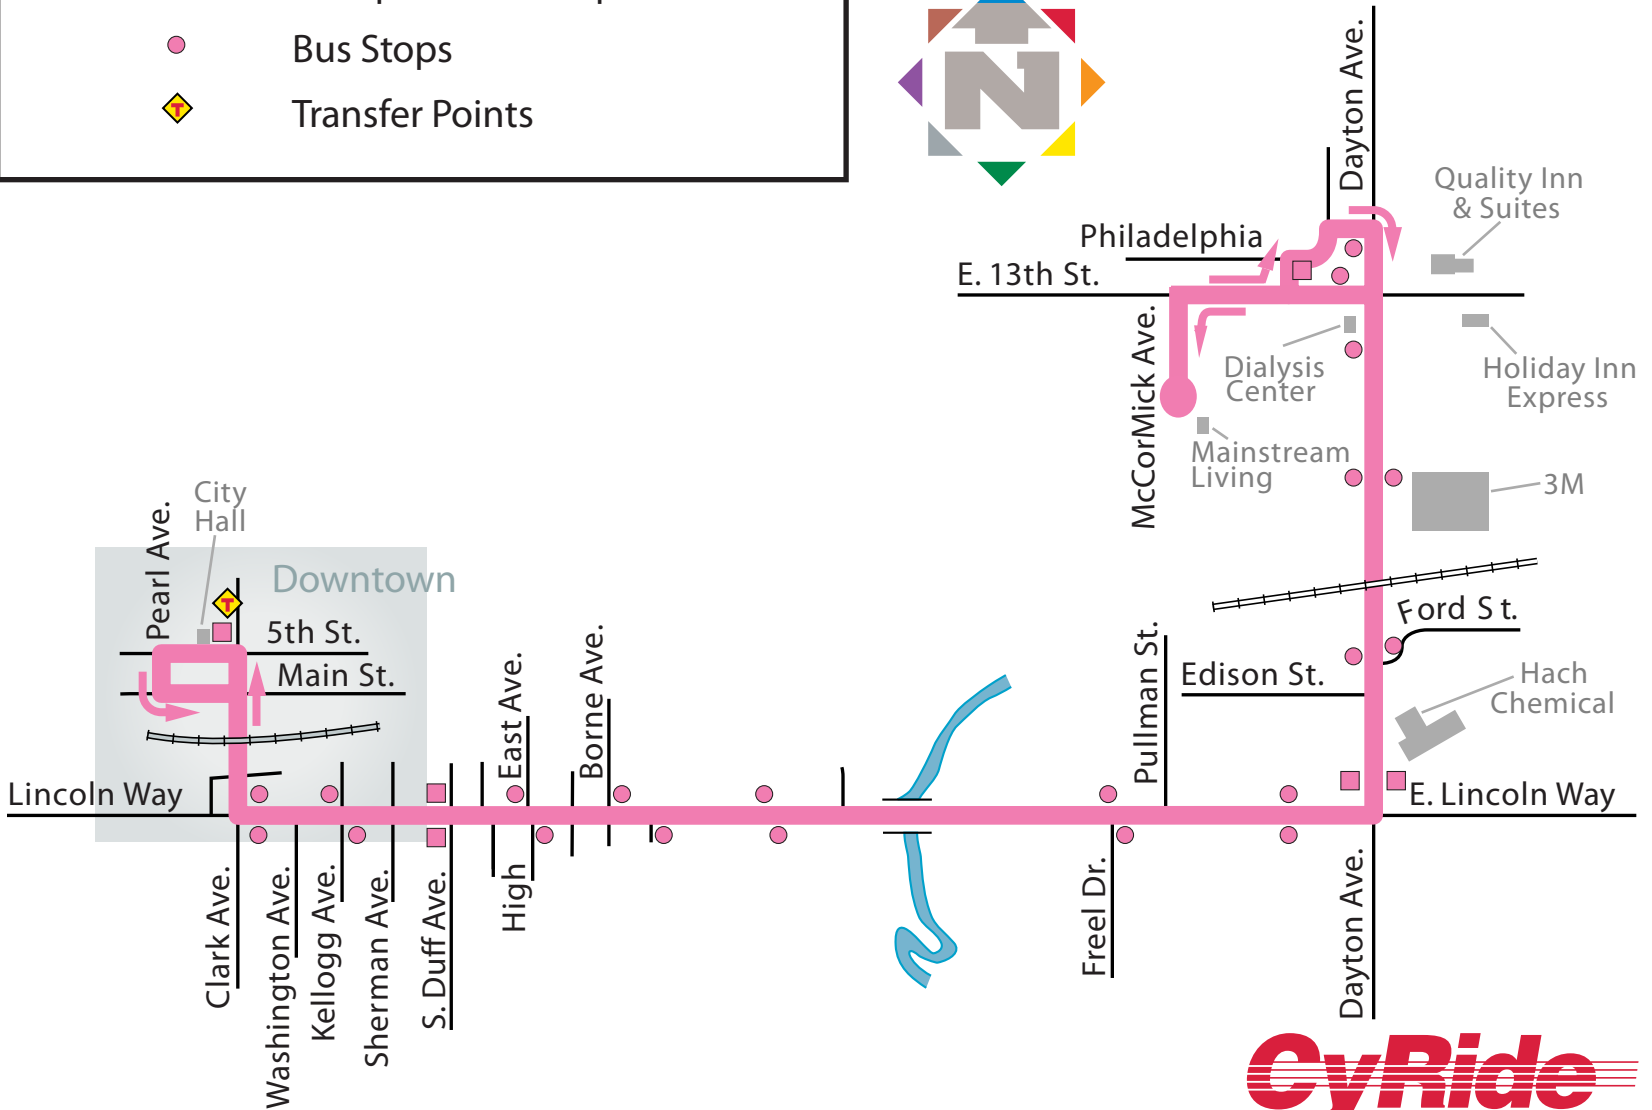 Bus Stops
T
Transfer Points
N
Dayton Ave.
Quality Inn
& Suites
Philadelphia
E. 13th St.
McCorMick Ave.
Dialysis
Center
Holiday Inn
Express
Mainstream
Living
3M
City
Hall
Pearl Ave.
Downtown
T
5th St.
Main St.
Ford St.
Pullman St.
Edison St.
Hach
Chemical
East Ave.
Borne Ave.
Lincoln Way
E. Lincoln Way
Clark Ave.
Washington Ave.
Kellogg Ave.
Sherman Ave.
S. Duff Ave.
High
Freel Dr.
Dayton Ave.
CyRide